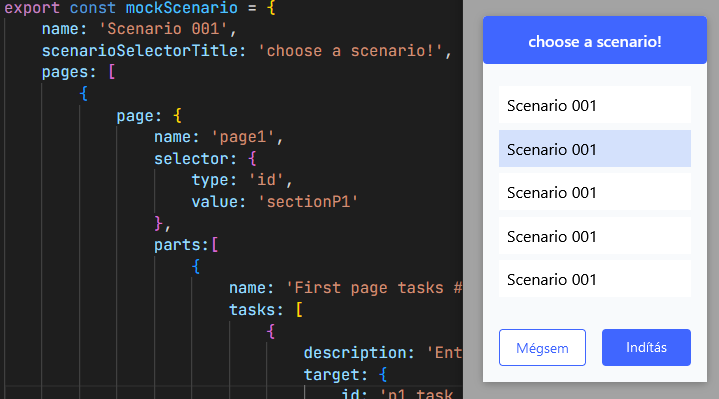 export const mockScenario = {
name: 'Scenario 001',
scenarioSelectorTitle: 'choose a scenario!',
pages: [
{
page: {
name: 'page1',
selector: {
type: 'id',
value: 'sectionP1'
},
parts:[
{
name: 'First page tasks #
tasks: [
{
description: 'Ent
target: {
id: 'p1_task
choose a scenario!
Scenario 001
Scenario 001
Scenario 001
Scenario 001
Scenario 001
Mégsem
Indítás